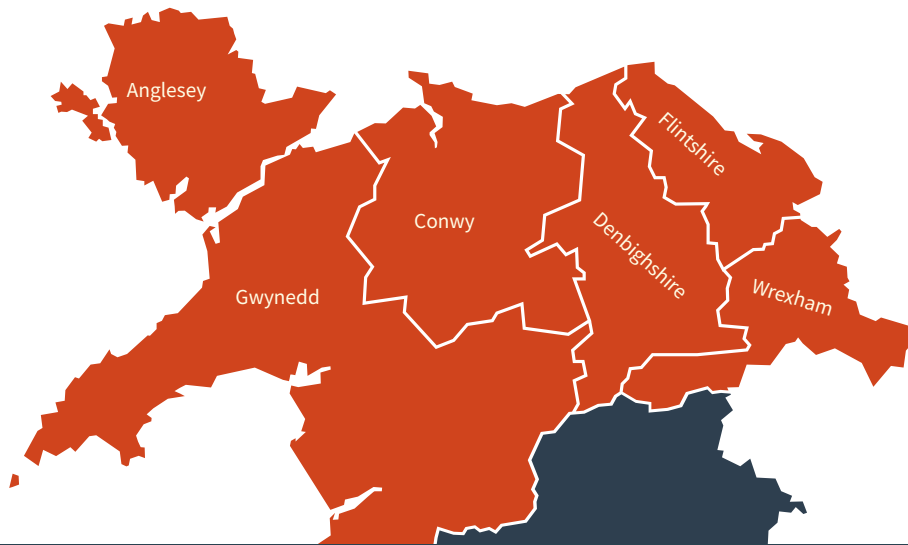 Anglesey
Flintshire
Conwy
Denbighshire
Gwynedd
Wrexham